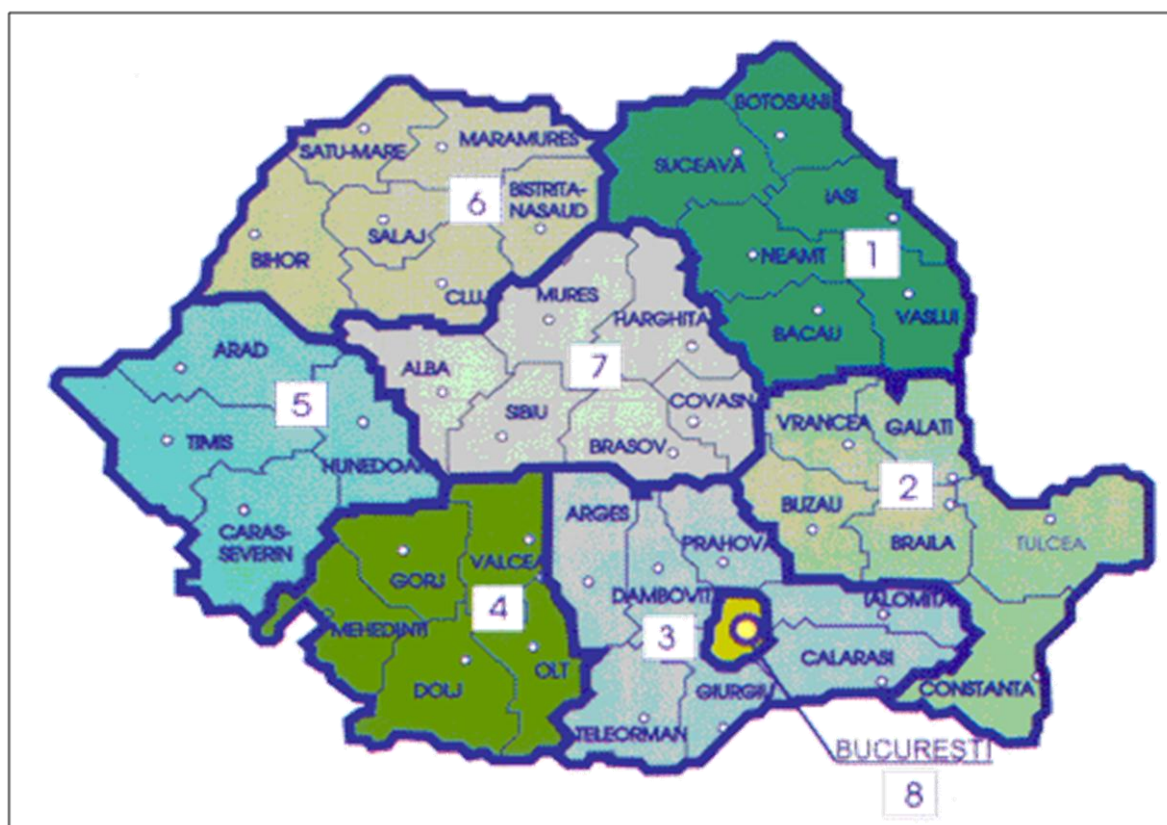 BOTOSANI
SATU-MARE
MARAMURES
SUCEAVA
BISTRITA-
NASAUD
6
IASI
SALAJ
BIHOR
NEAMT
1
CLUJ
MURES
HARGHITA
BACAU
VASLUI
ARAD
ALBA
7
5
COVASN
SIBIU
BRASOV
VRANCEA
GALATI
TIMIS
HUNEDOAR
2
BUZAU
ARGES
PRAHOVA
BRAILA
TULCEA
CARAS-
SEVERIN
GORJ
VALCEA
DAMBOVIT
IALOMITA
4
MEHEDINTI
3
CALARASI
OLT
DOLJ
GIURGIU
CONSTANTA
TELEORMAN
BUCURESTI
8